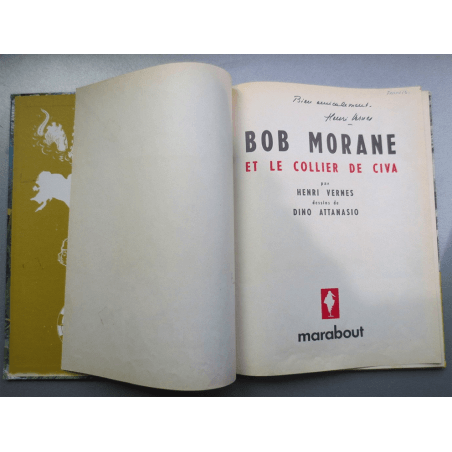 Bien amicalement.
Henri Vernes
BOB MORANE
ET LE COLLIER DE CIVA
par
HENRI VERNES
dessins de
DINO ATTANASIO
marabout